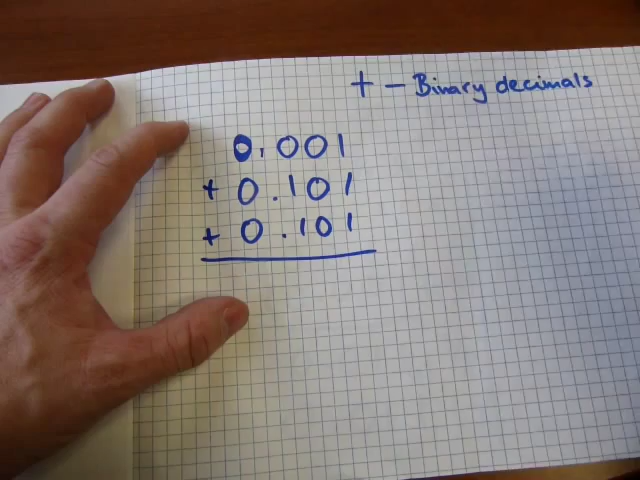 + - Binary decimals
0.001
+ 0.101
+ 0.101